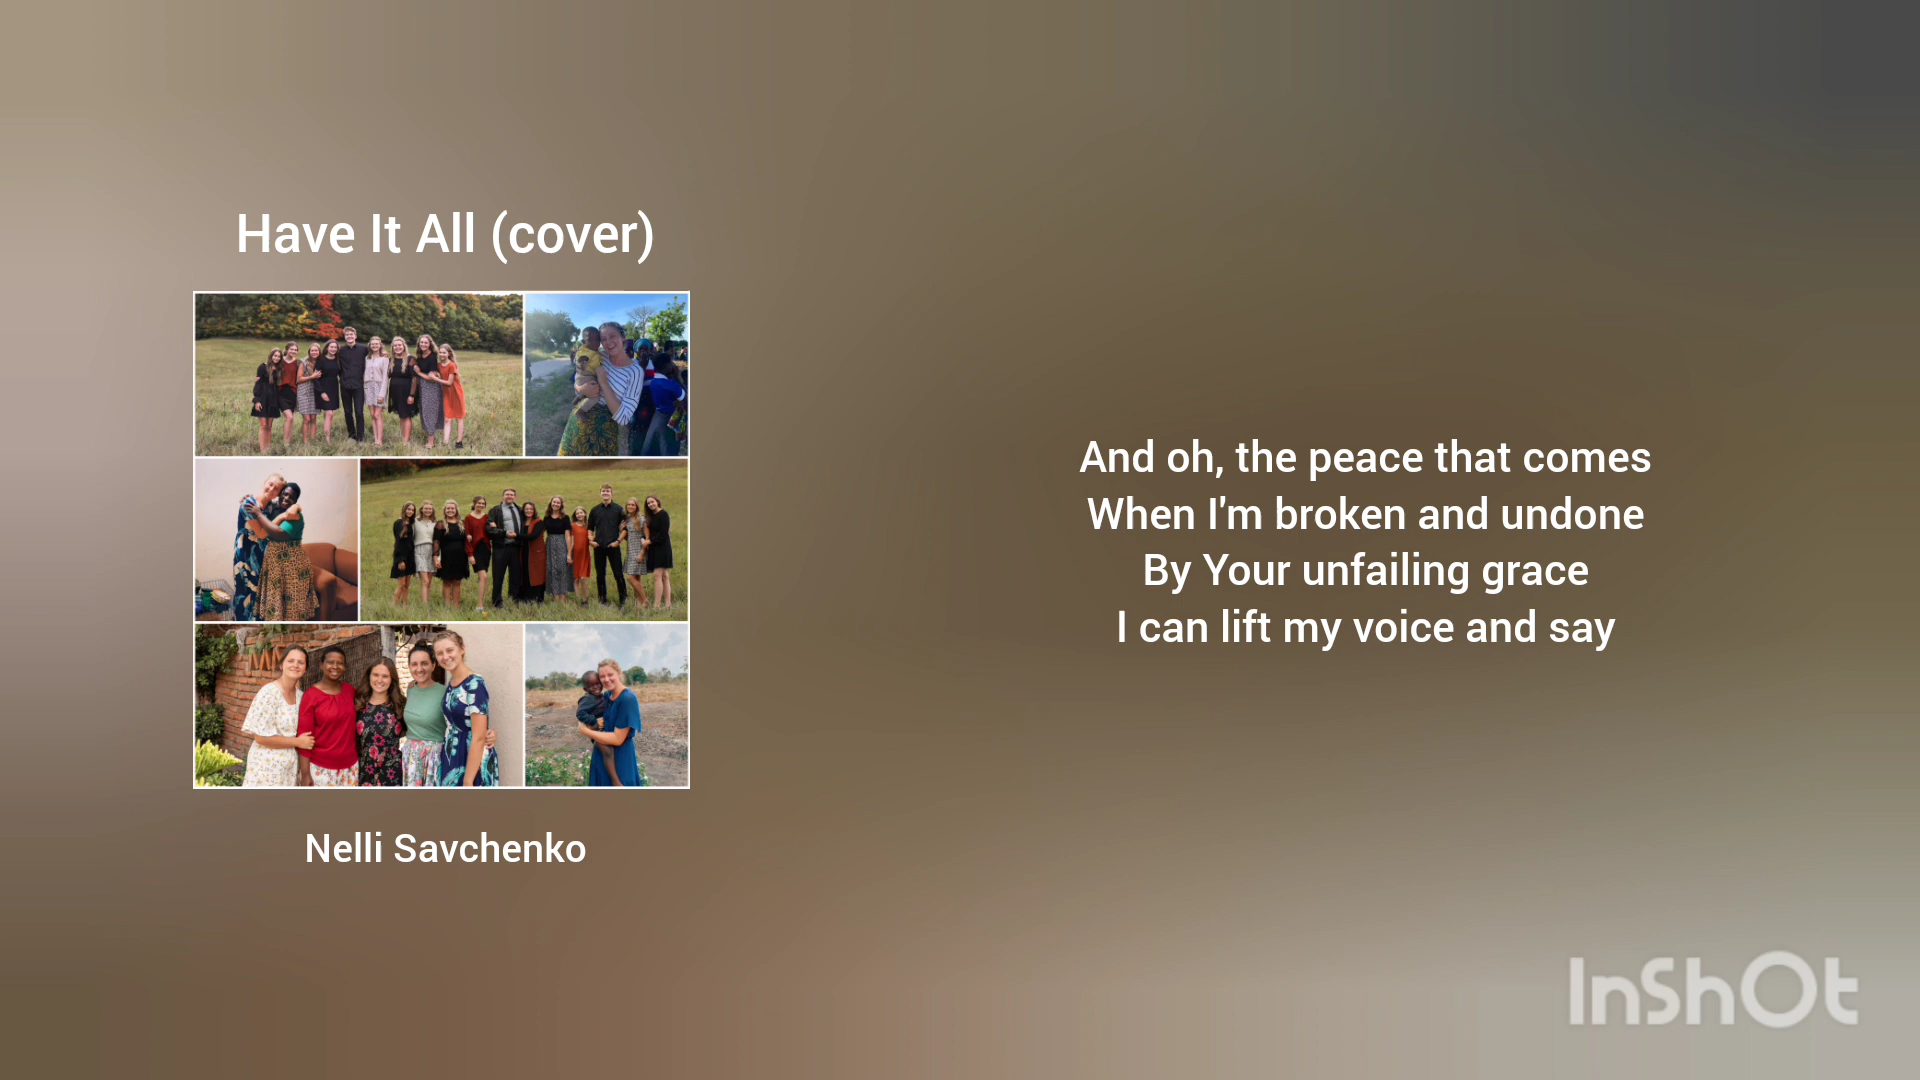 Have It All (cover)
Nelli Savchenko
And oh, the peace that comes
When I'm broken and undone
By Your unfailing grace
I can lift my voice and say
InShOt